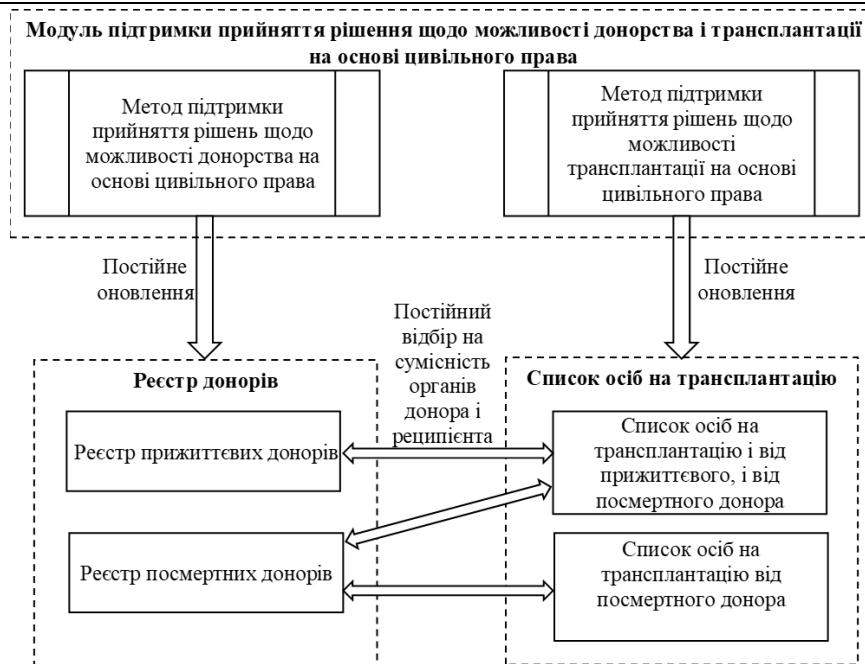 Модуль підтримки прийняття рішення щодо можливості донорства і трансплантації
на основі цивільного права
Метод підтримки
прийняття рішень щодо
можливості донорства на
основі цивільного права
Метод підтримки
прийняття рішень щодо
можливості
трансплантації на основі
цивільного права
Постійне
оновлення
Постійне
оновлення
Постійний
відбір на
сумісність
органів
донора і
реципієнта
Реєстр донорів
Реєстр прижиттєвих донорів
Реєстр посмертних донорів
Список осіб на трансплантацію
Список осіб на
трансплантацію і від
прижиттєвого, і від
посмертного донора
Список осіб на
трансплантацію від
посмертного донора